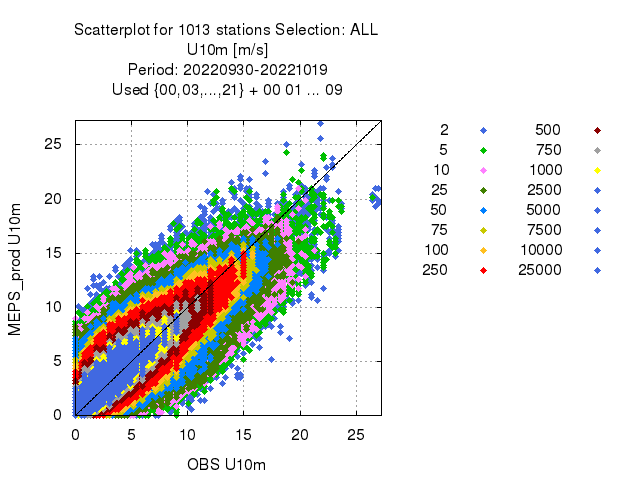 Scatterplot for 1013 stations Selection: ALL
U10m [m/s]
Period: 20220930-20221019
Used {00,03,...,21} + 00 01 ... 09
MEPS_prod U10m
25
20
15
10
5
0
0 5 10 15 20 25
OBS U10m
2 500
5 750
10 1000
25 2500
50 5000
75 7500
100 10000
250 25000